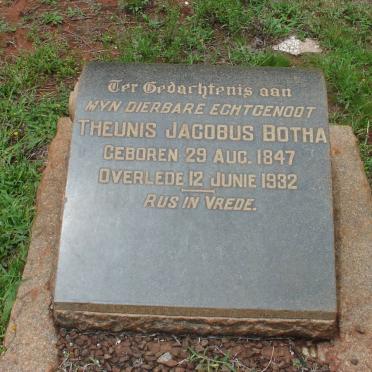 Ter Gedachtenis aan
MYN DIERBARE ECHTGENOOT
THEUNIS JACOBUS BOTHA
GEBOREN 29 AUG. 1847
OVERLEDE 12 JUNIE 1932
RUS IN VREDE.